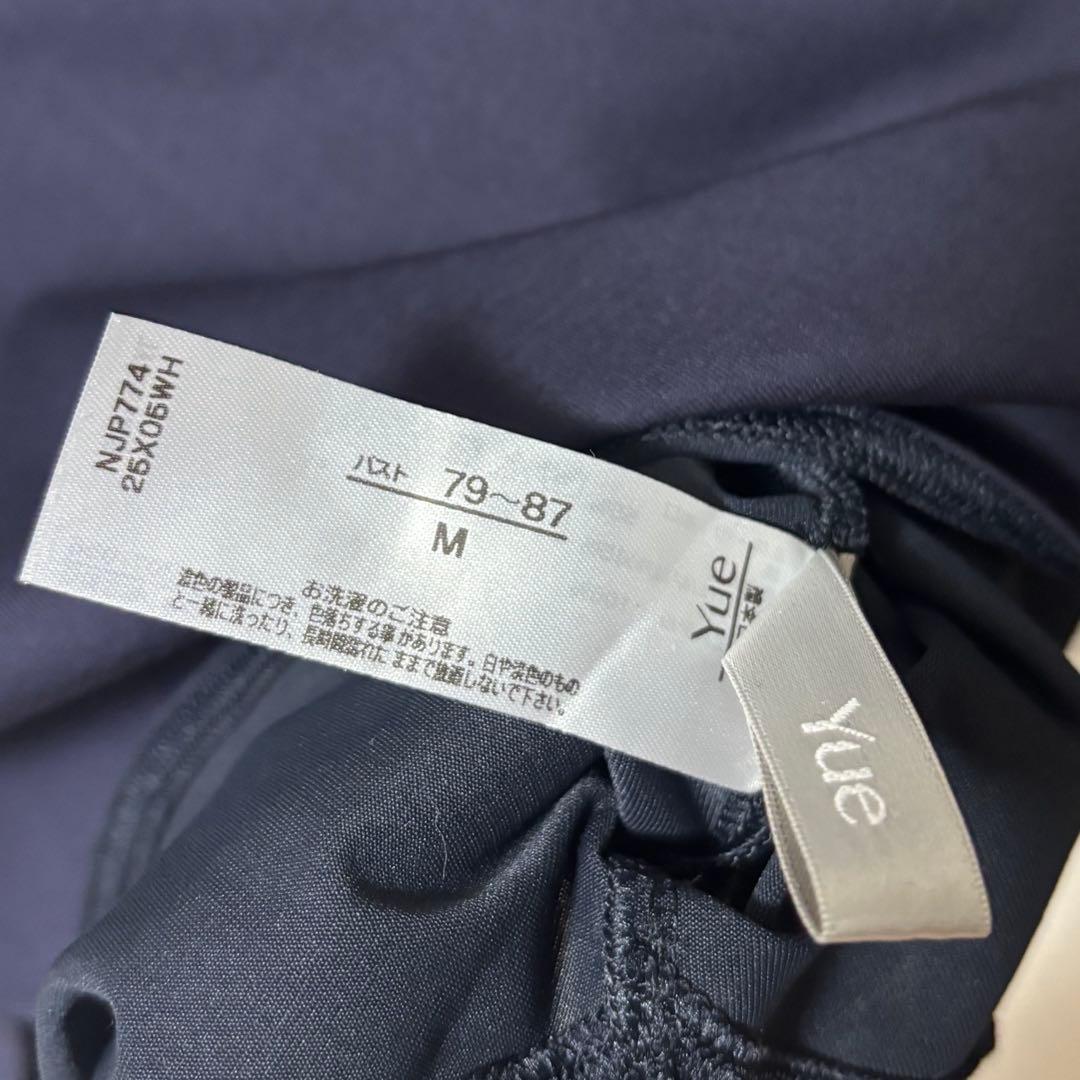 NJP774
25X05WH
バスト 79～87
M
お洗濯のご注意
濃色の製品につき、色落ちする事があります。白や淡色のもの
と一緒に洗ったり、長時間濡れたままで放置しないで下さい。
Yue
Yue